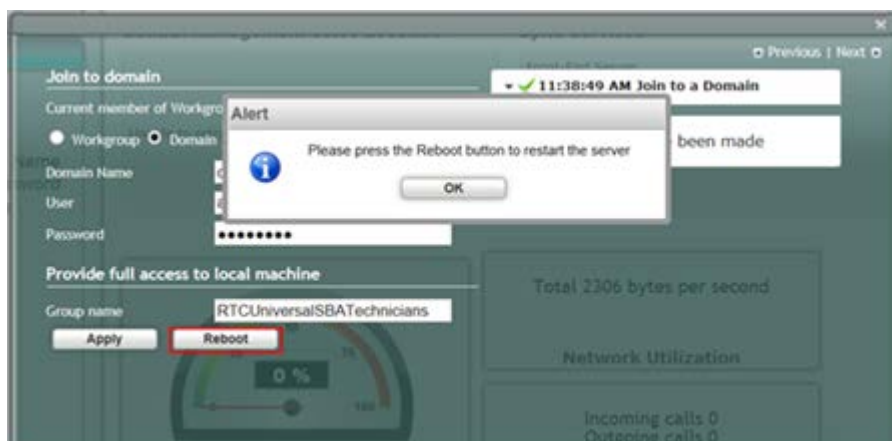 Previous | Next
Join to domain
11:38:49 AM Join to a Domain
Current member of Workgro
Alert
Workgroup
Domain
Please press the Reboot button to restart the server
been made
OK
Domain Name
User
Password
●●●●●●●●
Provide full access to local machine
Total 2306 bytes per second
Group name
RTCUniversalSBATechnicians
Apply
Reboot
Network Utilization
0 %
Incoming calls 0
Outgoing calls 0